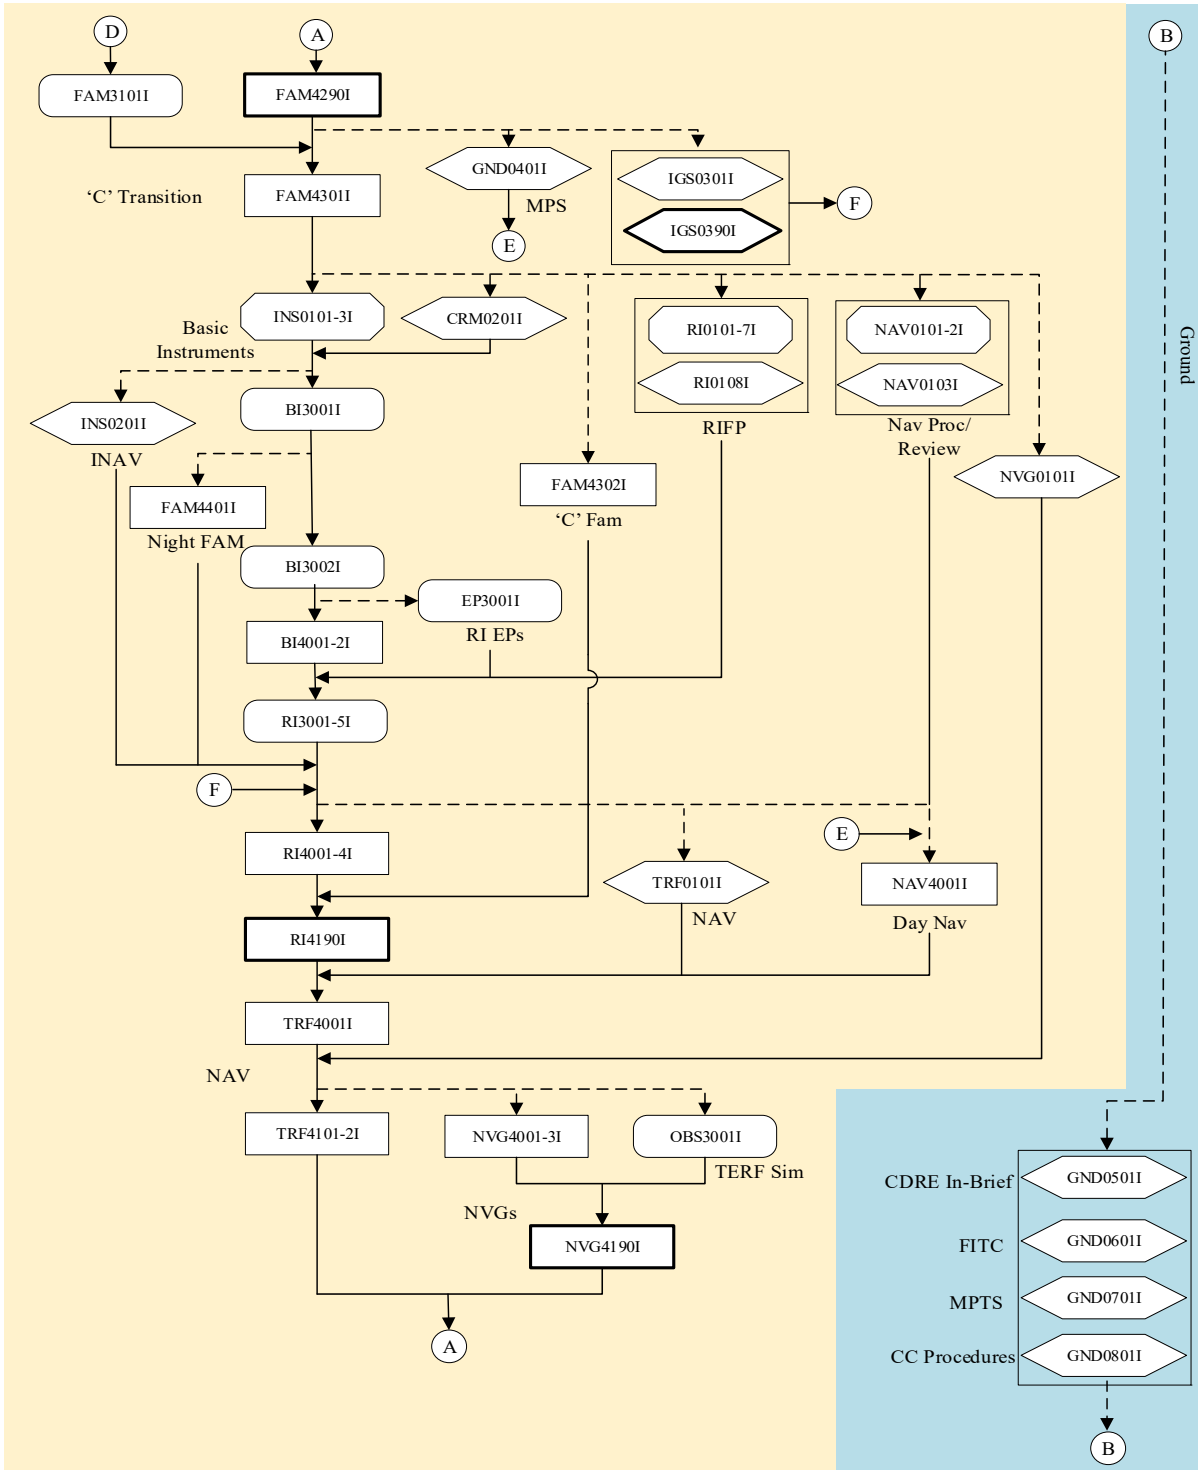 D
A
B
FAM3101I
FAM4290I
GND0401I
MPS
E
IGS0301I
IGS0390I
F
‘C’ Transition
FAM4301I
INS0101-3I
CRM0201I
RI0101-7I
RI0108I
RIFP
NAV0101-2I
NAV0103I
Nav Proc/
Review
Ground
Basic
Instruments
INS0201I
INAV
BI3001I
FAM4302I
‘C’ Fam
NVG0101I
FAM4401I
Night FAM
BI3002I
EP3001I
RI EPs
BI4001-2I
RI3001-5I
F
RI4001-4I
E
TRF0101I
NAV
NAV4001I
Day Nav
RI4190I
TRF4001I
NAV
TRF4101-2I
NVG4001-3I
OBS3001I
TERF Sim
NVGs
NVG4190I
A
CDRE In-Brief
GND0501I
FITC
GND0601I
MPTS
GND0701I
CC Procedures
GND0801I
B